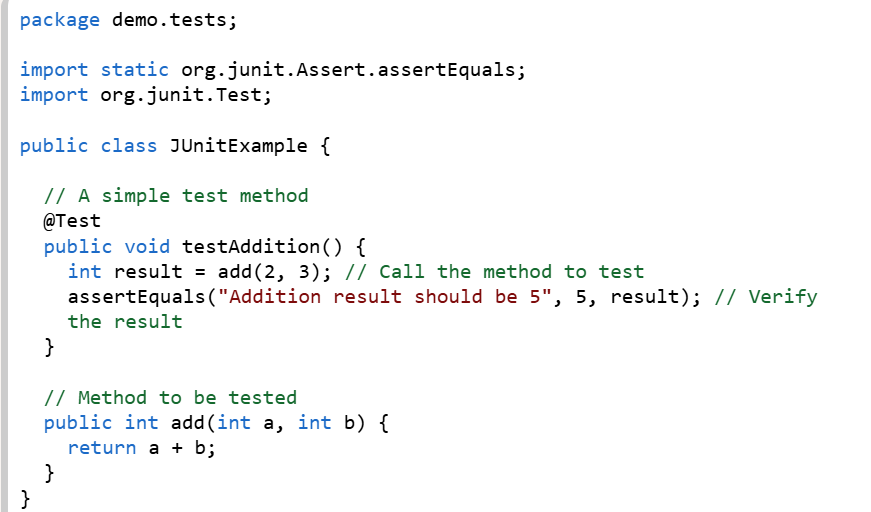 package demo.tests;
import static org.junit.Assert.assertEquals;
import org.junit.Test;
public class JUnitExample {
// A simple test method
@Test
public void testAddition() {
int result = add(2, 3); // Call the method to test
assertEquals("Addition result should be 5", 5, result); // Verify
the result
}
// Method to be tested
public int add(int a, int b) {
return a + b;
}
}